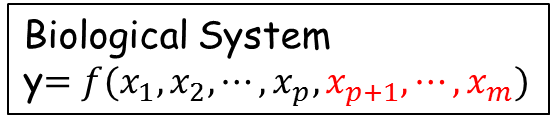 Biological System
y= f(x₁, x₂, ⋯, xₚ, xₚ₊₁, ⋯, xₘ)